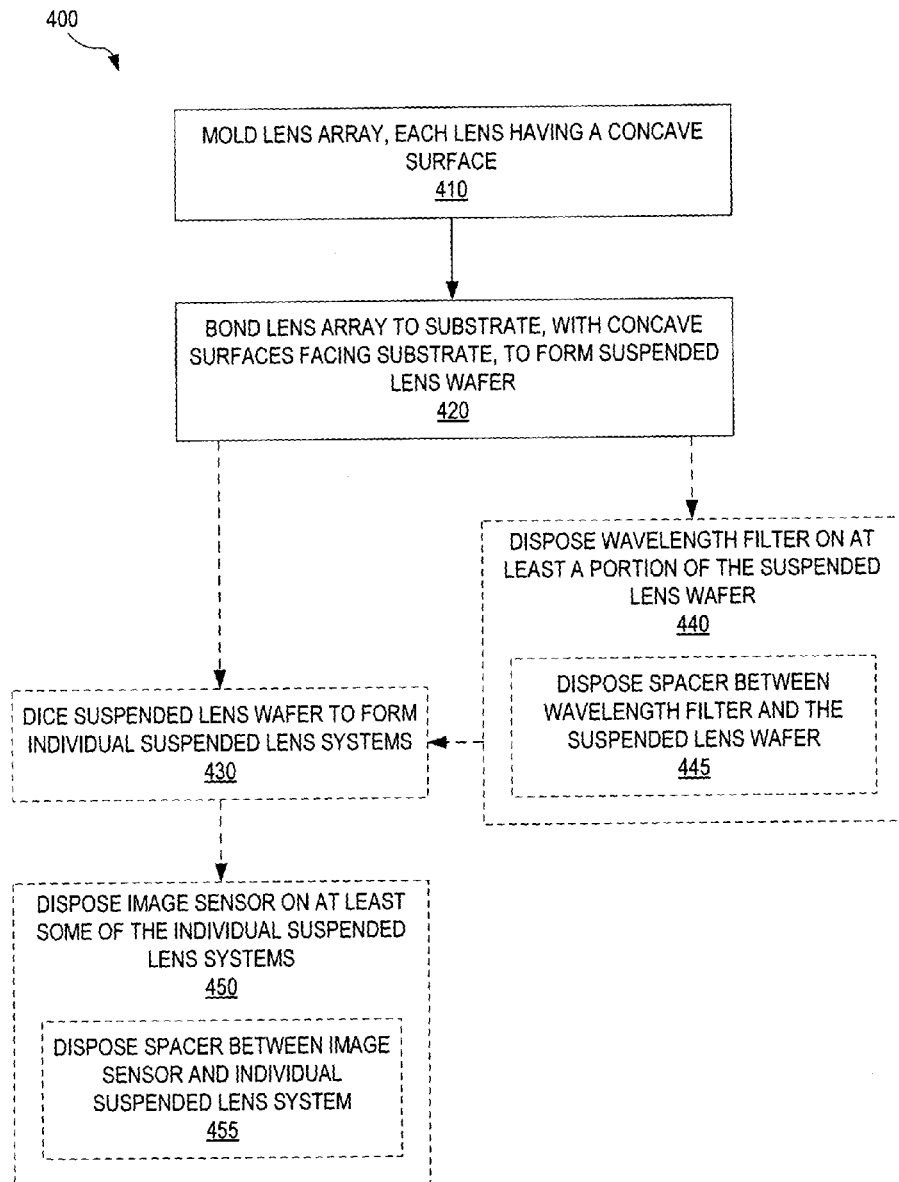 400
MOLD LENS ARRAY, EACH LENS HAVING A CONCAVE
SURFACE
410
BOND LENS ARRAY TO SUBSTRATE, WITH CONCAVE
SURFACES FACING SUBSTRATE, TO FORM SUSPENDED
LENS WAFER
420
DISPOSE WAVELENGTH FILTER ON AT
LEAST A PORTION OF THE SUSPENDED
LENS WAFER
440
DISPOSE SPACER BETWEEN
WAVELENGTH FILTER AND THE
SUSPENDED LENS WAFER
445
DICE SUSPENDED LENS WAFER TO FORM
INDIVIDUAL SUSPENDED LENS SYSTEMS
430
DISPOSE IMAGE SENSOR ON AT LEAST
SOME OF THE INDIVIDUAL SUSPENDED
LENS SYSTEMS
450
DISPOSE SPACER BETWEEN IMAGE
SENSOR AND INDIVIDUAL
SUSPENDED LENS SYSTEM
455